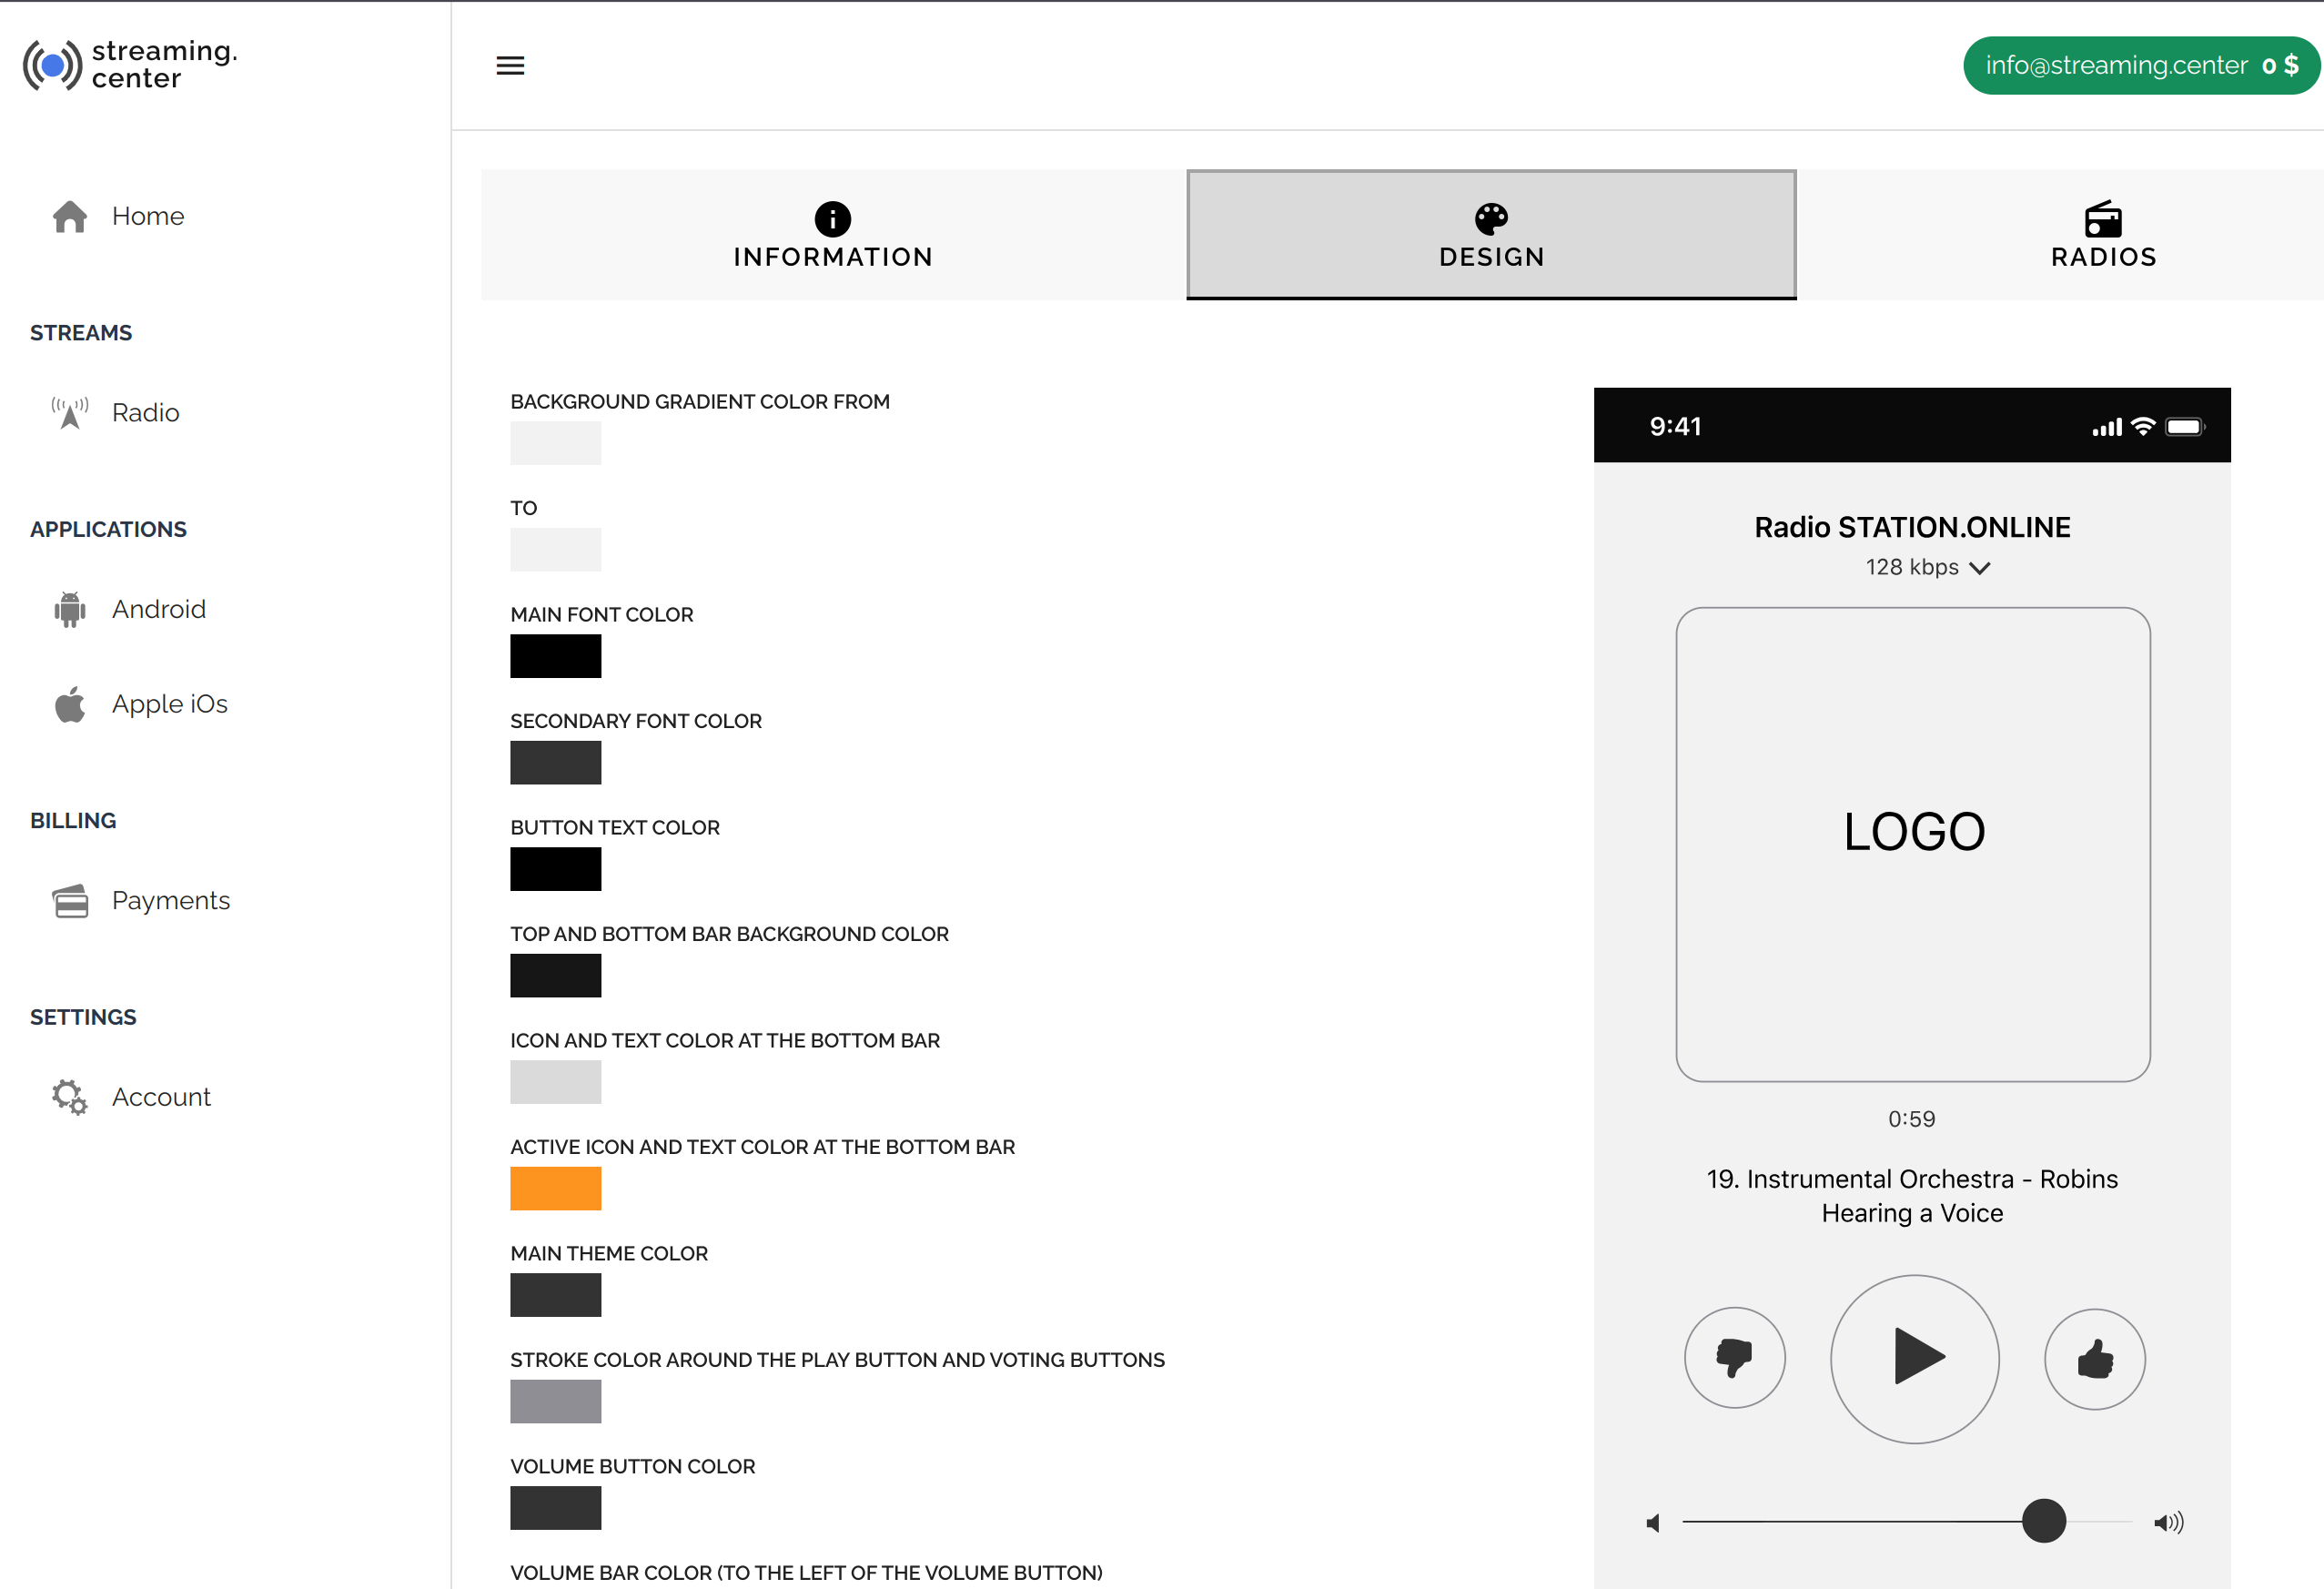 streaming.
center
info@streaming.center 0 $
Home
STREAMS
Radio
APPLICATIONS
Android
Apple iOs
BILLING
Payments
SETTINGS
Account
INFORMATION
DESIGN
RADIOS
BACKGROUND GRADIENT COLOR FROM
TO
MAIN FONT COLOR
SECONDARY FONT COLOR
BUTTON TEXT COLOR
TOP AND BOTTOM BAR BACKGROUND COLOR
ICON AND TEXT COLOR AT THE BOTTOM BAR
ACTIVE ICON AND TEXT COLOR AT THE BOTTOM BAR
MAIN THEME COLOR
STROKE COLOR AROUND THE PLAY BUTTON AND VOTING BUTTONS
VOLUME BUTTON COLOR
VOLUME BAR COLOR (TO THE LEFT OF THE VOLUME BUTTON)
9:41
Radio STATION.ONLINE
128 kbps
LOGO
0:59
19. Instrumental Orchestra - Robins
Hearing a Voice